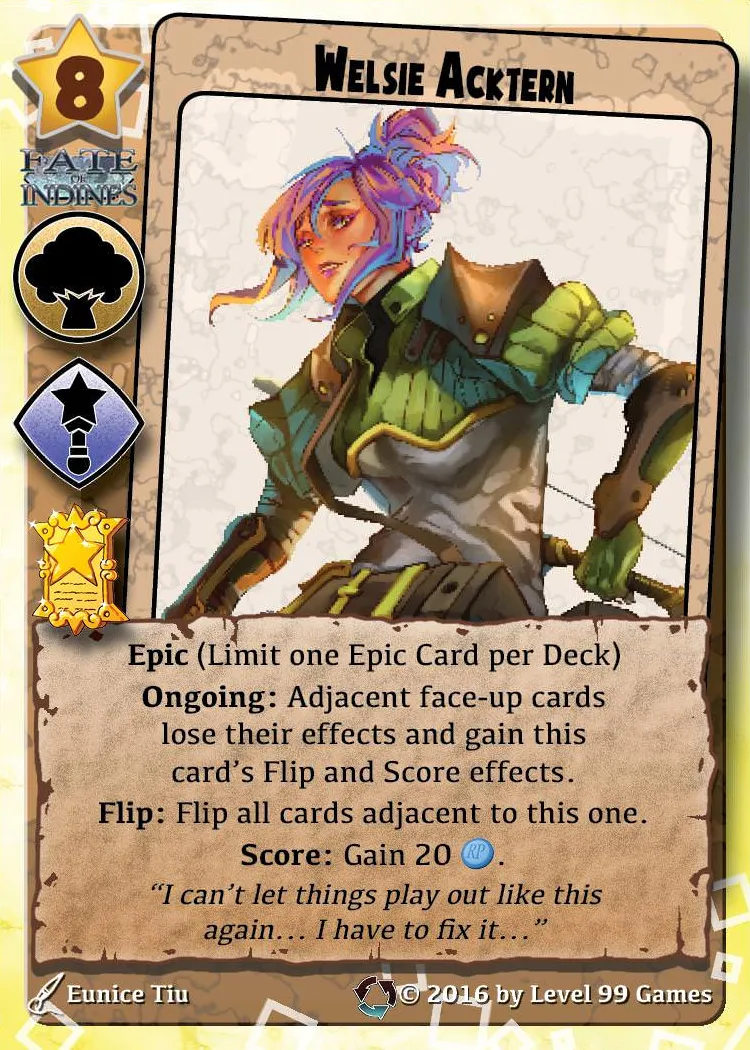 8
WELSIE ACKTERN
FATE
OF
INDINES
Epic (Limit one Epic Card per Deck)
Ongoing: Adjacent face-up cards
lose their effects and gain this
card's Flip and Score effects.
Flip: Flip all cards adjacent to this one.
Score: Gain 20 RP.
“I can't let things play out like this
again... I have to fix it...”
Eunice Tiu
© 2016 by Level 99 Games